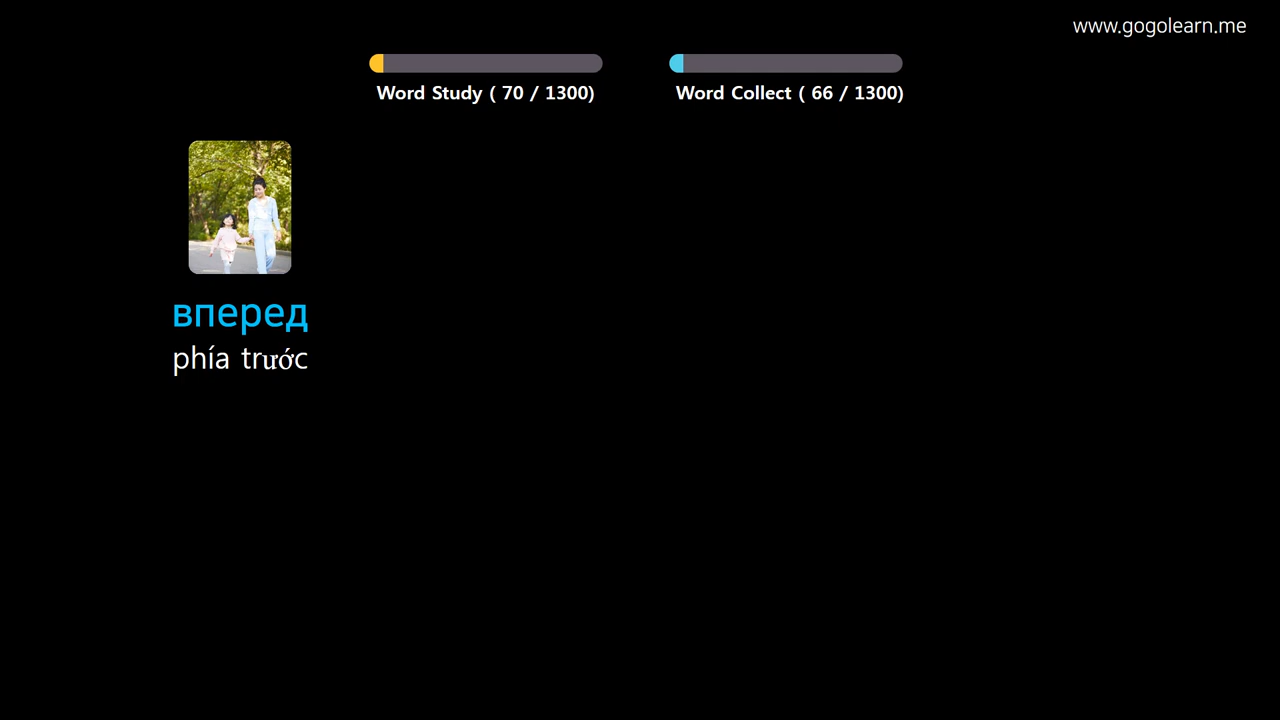 www.gogolearn.me
Word Study ( 70 / 1300)
Word Collect ( 66 / 1300)
вперед
phía trước